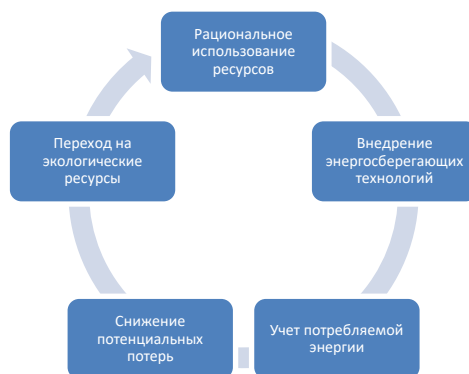 Рациональное
использование
ресурсов
Внедрение
энергосберегающих
технологий
Учет потребляемой
энергии
Снижение
потенциальных
потерь
Переход на
экологические
ресурсы